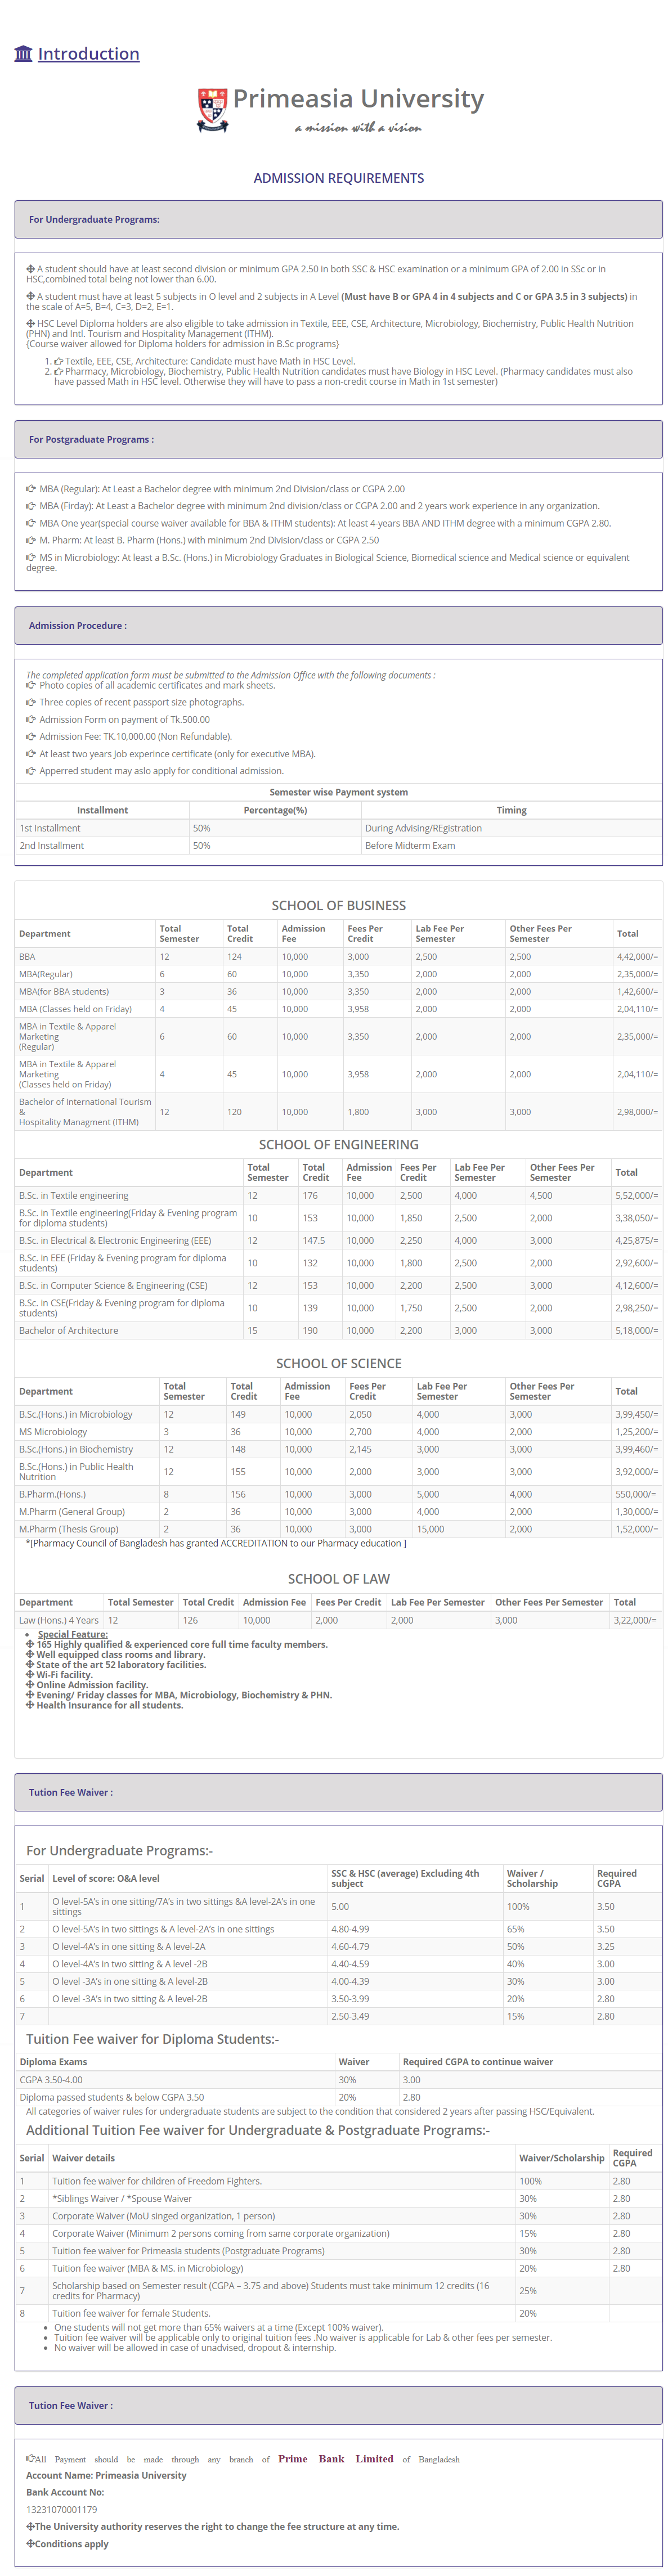 Introduction
Primeasia University
a mission with a vision
ADMISSION REQUIREMENTS
For Undergraduate Programs:
A student should have at least second division or minimum GPA 2.50 in both SSC & HSC examination or a minimum GPA of 2.00 in SSc or in
HSC,combined total being not lower than 6.00.
A student must have at least 5 subjects in O level and 2 subjects in A Level (Must have B or GPA 4 in 4 subjects and C or GPA 3.5 in 3 subjects) in
the scale of A=5, B=4, C=3, D=2, E=1.
HSC Level Diploma holders are also eligible to take admission in Textile, EEE, CSE, Architecture, Microbiology, Biochemistry, Public Health Nutrition
(PHN) and Intl. Tourism and Hospitality Management (ITHM).
{Course waiver allowed for Diploma holders for admission in B.Sc programs}
1. Textile, EEE, CSE, Architecture: Candidate must have Math in HSC Level.
2. Pharmacy, Microbiology, Biochemistry, Public Health Nutrition candidates must have Biology in HSC Level. (Pharmacy candidates must also
have passed Math in HSC level. Otherwise they will have to pass a non-credit course in Math in 1st semester)
For Postgraduate Programs :
MBA (Regular): At Least a Bachelor degree with minimum 2nd Division/class or CGPA 2.00
MBA (Firday): At Least a Bachelor degree with minimum 2nd division/class or CGPA 2.00 and 2 years work experience in any organization.
MBA One year(special course waiver available for BBA & ITHM students): At least 4-years BBA AND ITHM degree with a minimum CGPA 2.80.
M. Pharm: At least B. Pharm (Hons.) with minimum 2nd Division/class or CGPA 2.50
MS in Microbiology: At least a B.Sc. (Hons.) in Microbiology Graduates in Biological Science, Biomedical science and Medical science or equivalent
degree.
Admission Procedure :
The completed application form must be submitted to the Admission Office with the following documents :
Photo copies of all academic certificates and mark sheets.
Three copies of recent passport size photographs.
Admission Form on payment of Tk.500.00
Admission Fee: TK.10,000.00 (Non Refundable).
At least two years Job experince certificate (only for executive MBA).
Apperred student may aslo apply for conditional admission.
Semester wise Payment system
Installment Percentage(%) Timing
1st Installment 50% During Advising/REgistration
2nd Installment 50% Before Midterm Exam
SCHOOL OF BUSINESS
Department Total Semester Total Credit Admission Fee Fees Per Credit Lab Fee Per Semester Other Fees Per Semester Total
BBA 12 124 10,000 3,000 2,500 2,500 4,42,000/=
MBA(Regular) 6 60 10,000 3,350 2,000 2,000 2,35,000/=
MBA(for BBA students) 3 36 10,000 3,350 2,000 2,000 1,42,600/=
MBA (Classes held on Friday) 4 45 10,000 3,958 2,000 2,000 2,04,110/=
MBA in Textile & Apparel Marketing (Regular) 6 60 10,000 3,350 2,000 2,000 2,35,000/=
MBA in Textile & Apparel Marketing (Classes held on Friday) 4 45 10,000 3,958 2,000 2,000 2,04,110/=
Bachelor of International Tourism & Hospitality Managment (ITHM) 12 120 10,000 1,800 3,000 3,000 2,98,000/=
SCHOOL OF ENGINEERING
Department Total Semester Total Credit Admission Fee Fees Per Credit Lab Fee Per Semester Other Fees Per Semester Total
B.Sc. in Textile engineering 12 176 10,000 2,500 4,000 4,500 5,52,000/=
B.Sc. in Textile engineering(Friday & Evening program for diploma students) 10 153 10,000 1,850 2,500 2,000 3,38,050/=
B.Sc. in Electrical & Electronic Engineering (EEE) 12 147.5 10,000 2,250 4,000 3,000 4,25,875/=
B.Sc. in EEE (Friday & Evening program for diploma students) 10 132 10,000 1,800 2,500 2,000 2,92,600/=
B.Sc. in Computer Science & Engineering (CSE) 12 153 10,000 2,200 2,500 3,000 4,12,600/=
B.Sc. in CSE(Friday & Evening program for diploma students) 10 139 10,000 1,750 2,500 2,000 2,98,250/=
Bachelor of Architecture 15 190 10,000 2,200 3,000 3,000 5,18,000/=
SCHOOL OF SCIENCE
Department Total Semester Total Credit Admission Fee Fees Per Credit Lab Fee Per Semester Other Fees Per Semester Total
B.Sc.(Hons.) in Microbiology 12 149 10,000 2,050 4,000 3,000 3,99,450/=
MS Microbiology 3 36 10,000 2,700 4,000 2,000 1,25,200/=
B.Sc.(Hons.) in Biochemistry 12 148 10,000 2,145 3,000 3,000 3,99,460/=
B.Sc.(Hons.) in Public Health Nutrition 12 155 10,000 2,000 3,000 3,000 3,92,000/=
B.Pharm.(Hons.) 8 156 10,000 3,000 5,000 4,000 550,000/=
M.Pharm (General Group) 2 36 10,000 3,000 4,000 2,000 1,30,000/=
M.Pharm (Thesis Group) 2 36 10,000 3,000 15,000 2,000 1,52,000/=
*[Pharmacy Council of Bangladesh has granted ACCREDITATION to our Pharmacy education ]
SCHOOL OF LAW
Department Total Semester Total Credit Admission Fee Fees Per Credit Lab Fee Per Semester Other Fees Per Semester Total
Law (Hons.) 4 Years 12 126 10,000 2,000 2,000 3,000 3,22,000/=
• Special Feature:
165 Highly qualified & experienced core full time faculty members.
Well equipped class rooms and library.
State of the art 52 laboratory facilities.
Wi-Fi facility.
Online Admission facility.
Evening/ Friday classes for MBA, Microbiology, Biochemistry & PHN.
Health Insurance for all students.
Tution Fee Waiver :
For Undergraduate Programs:-
Serial Level of score: O&A level SSC & HSC (average) Excluding 4th subject Waiver / Scholarship Required CGPA
1 O level-5A's in one sitting/7A's in two sittings &A level-2A's in one sittings 5.00 100% 3.50
2 O level-5A's in two sittings & A level-2A's in one sittings 4.80-4.99 65% 3.50
3 O level-4A's in one sitting & A level-2A 4.60-4.79 50% 3.25
4 O level-4A's in two sitting & A level -2B 4.40-4.59 40% 3.00
5 O level -3A's in one sitting & A level-2B 4.00-4.39 30% 3.00
6 O level -3A's in two sitting & A level-2B 3.50-3.99 20% 2.80
7 2.50-3.49 15% 2.80
Tuition Fee waiver for Diploma Students:-
Diploma Exams Waiver Required CGPA to continue waiver
CGPA 3.50-4.00 30% 3.00
Diploma passed students & below CGPA 3.50 20% 2.80
All categories of waiver rules for undergraduate students are subject to the condition that considered 2 years after passing HSC/Equivalent.
Additional Tuition Fee waiver for Undergraduate & Postgraduate Programs:-
Serial Waiver details Waiver/Scholarship Required CGPA
1 Tuition fee waiver for children of Freedom Fighters. 100% 2.80
2 *Siblings Waiver / *Spouse Waiver 30% 2.80
3 Corporate Waiver (MoU singed organization, 1 person) 30% 2.80
4 Corporate Waiver (Minimum 2 persons coming from same corporate organization) 15% 2.80
5 Tuition fee waiver for Primeasia students (Postgraduate Programs) 30% 2.80
6 Tuition fee waiver (MBA & MS. in Microbiology) 20% 2.80
7 Scholarship based on Semester result (CGPA – 3.75 and above) Students must take minimum 12 credits (16 credits for Pharmacy) 25%
8 Tuition fee waiver for female Students. 20%
• One students will not get more than 65% waivers at a time (Except 100% waiver).
• Tuition fee waiver will be applicable only to original tuition fees .No waiver is applicable for Lab & other fees per semester.
• No waiver will be allowed in case of unadvised, dropout & internship.
Tution Fee Waiver :
All Payment should be made through any branch of Prime Bank Limited of Bangladesh
Account Name: Primeasia University
Bank Account No:
13231070001179
The University authority reserves the right to change the fee structure at any time.
Conditions apply